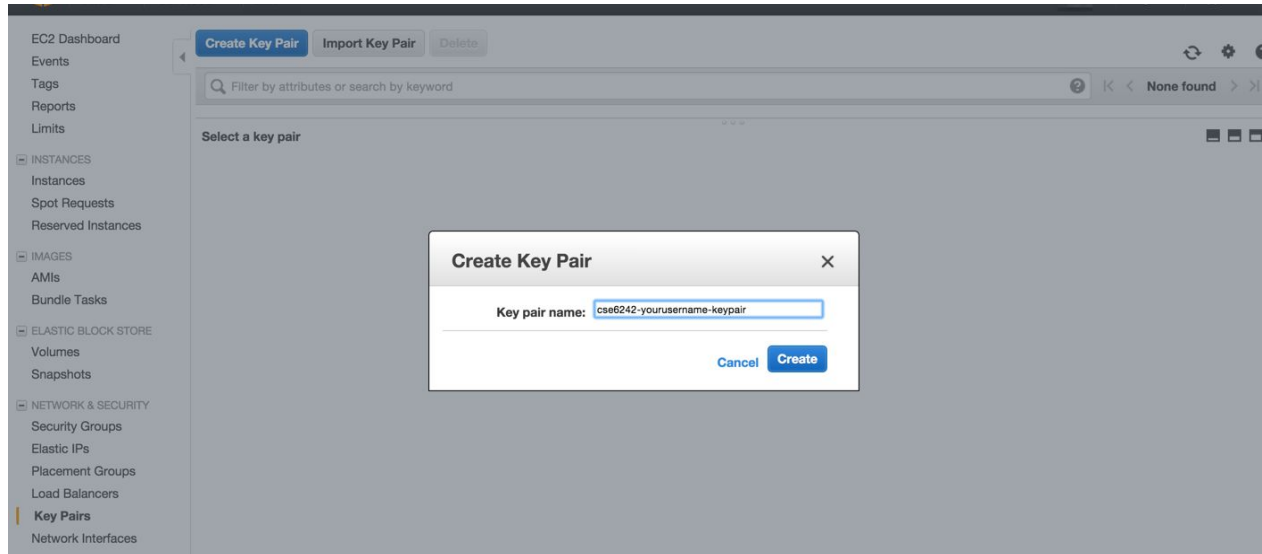 EC2 Dashboard
Events
Tags
Reports
Limits
INSTANCES
Instances
Spot Requests
Reserved Instances
IMAGES
AMIs
Bundle Tasks
ELASTIC BLOCK STORE
Volumes
Snapshots
NETWORK & SECURITY
Security Groups
Elastic IPs
Placement Groups
Load Balancers
Key Pairs
Network Interfaces
Create Key Pair Import Key Pair Delete
Filter by attributes or search by keyword None found
Select a key pair
Create Key Pair
Key pair name: cse6242-yourusername-keypair
Cancel Create